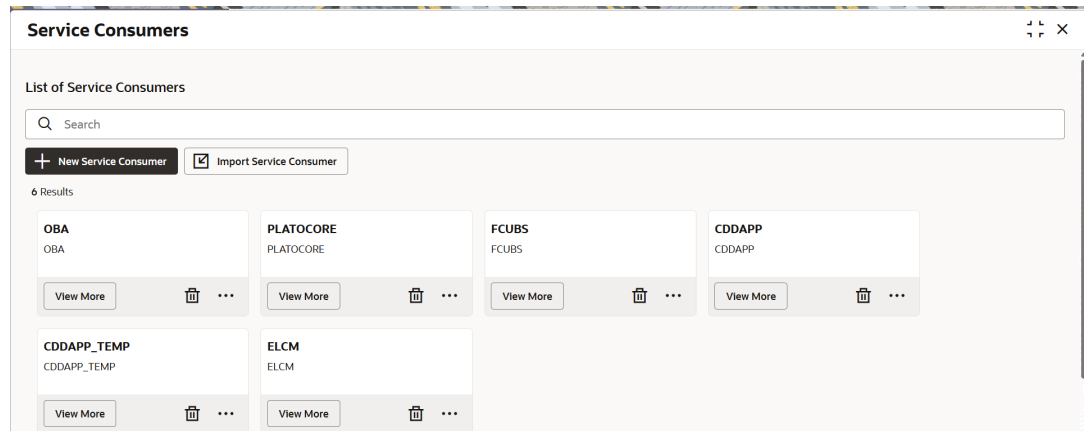 Service Consumers
List of Service Consumers
Search
New Service Consumer Import Service Consumer
6 Results
OBA PLATOCORE FCUBS CDDAPP
OBA PLATOCORE FCUBS CDDAPP
View More View More View More View More
CDDAPP_TEMP ELCM
CDDAPP_TEMP ELCM
View More View More